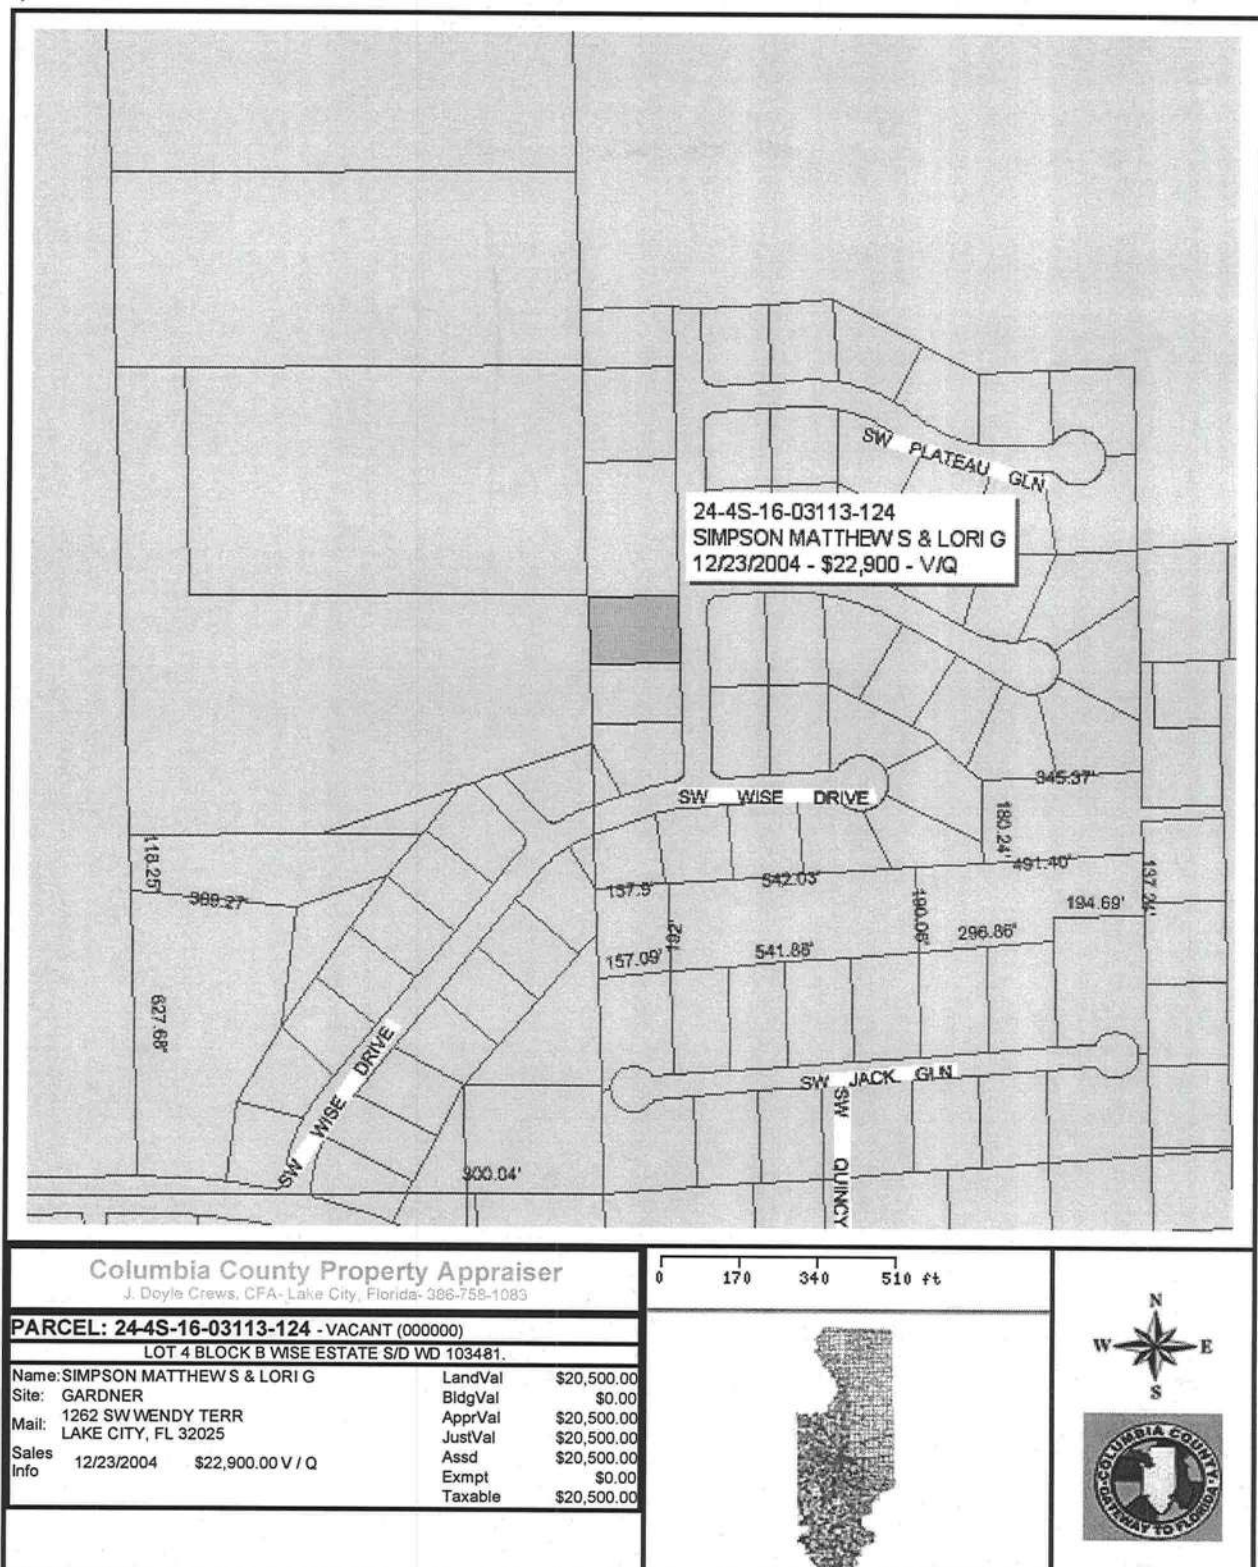 SW PLATEAU GLN
24-4S-16-03113-124
SIMPSON MATTHEW S & LORI G
12/23/2004 - $22,900 - V/Q
SW WISE DRIVE
345.37'
180.24'
118.25'
389.27'
157.9'
542.03'
491.40'
137.24'
194.69'
190.06'
192'
296.86'
157.09'
541.86'
627.68'
SW WISE DRIVE
SW JACK GLN
SW QUINCY
300.04'
Columbia County Property Appraiser
J. Doyle Crews, CFA- Lake City, Florida- 386-758-1083
PARCEL: 24-4S-16-03113-124 - VACANT (000000)
LOT 4 BLOCK B WISE ESTATE S/D WD 103481.
Name: SIMPSON MATTHEW S & LORI G
Site: GARDNER
Mail: 1262 SW WENDY TERR
LAKE CITY, FL 32025
Sales Info 12/23/2004 $22,900.00 V / Q
LandVal $20,500.00
BldgVal $0.00
ApprVal $20,500.00
JustVal $20,500.00
Assd $20,500.00
Exmpt $0.00
Taxable $20,500.00
0 170 340 510 ft
N
W E
S
COLUMBIA COUNTY
GATEWAY TO FLORIDA